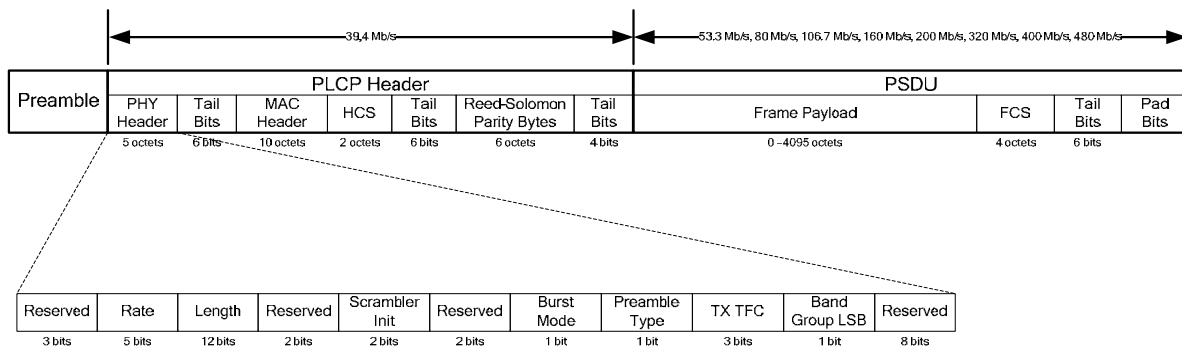 39.4 Mb/s
53.3 Mb/s, 80 Mb/s, 106.7 Mb/s, 160 Mb/s, 200 Mb/s, 320 Mb/s, 400 Mb/s, 480 Mb/s
Preamble
PLCP Header
PSDU
PHY Header
Tail Bits
MAC Header
HCS
Tail Bits
Reed-Solomon Parity Bytes
Tail Bits
Frame Payload
FCS
Tail Bits
Pad Bits
5 octets
6 bits
10 octets
2 octets
6 bits
6 octets
4 bits
0 – 4095 octets
4 octets
6 bits
Reserved
Rate
Length
Reserved
Scrambler Init
Reserved
Burst Mode
Preamble Type
TX TFC
Band Group LSB
Reserved
3 bits
5 bits
12 bits
2 bits
2 bits
2 bits
1 bit
1 bit
3 bits
1 bit
8 bits